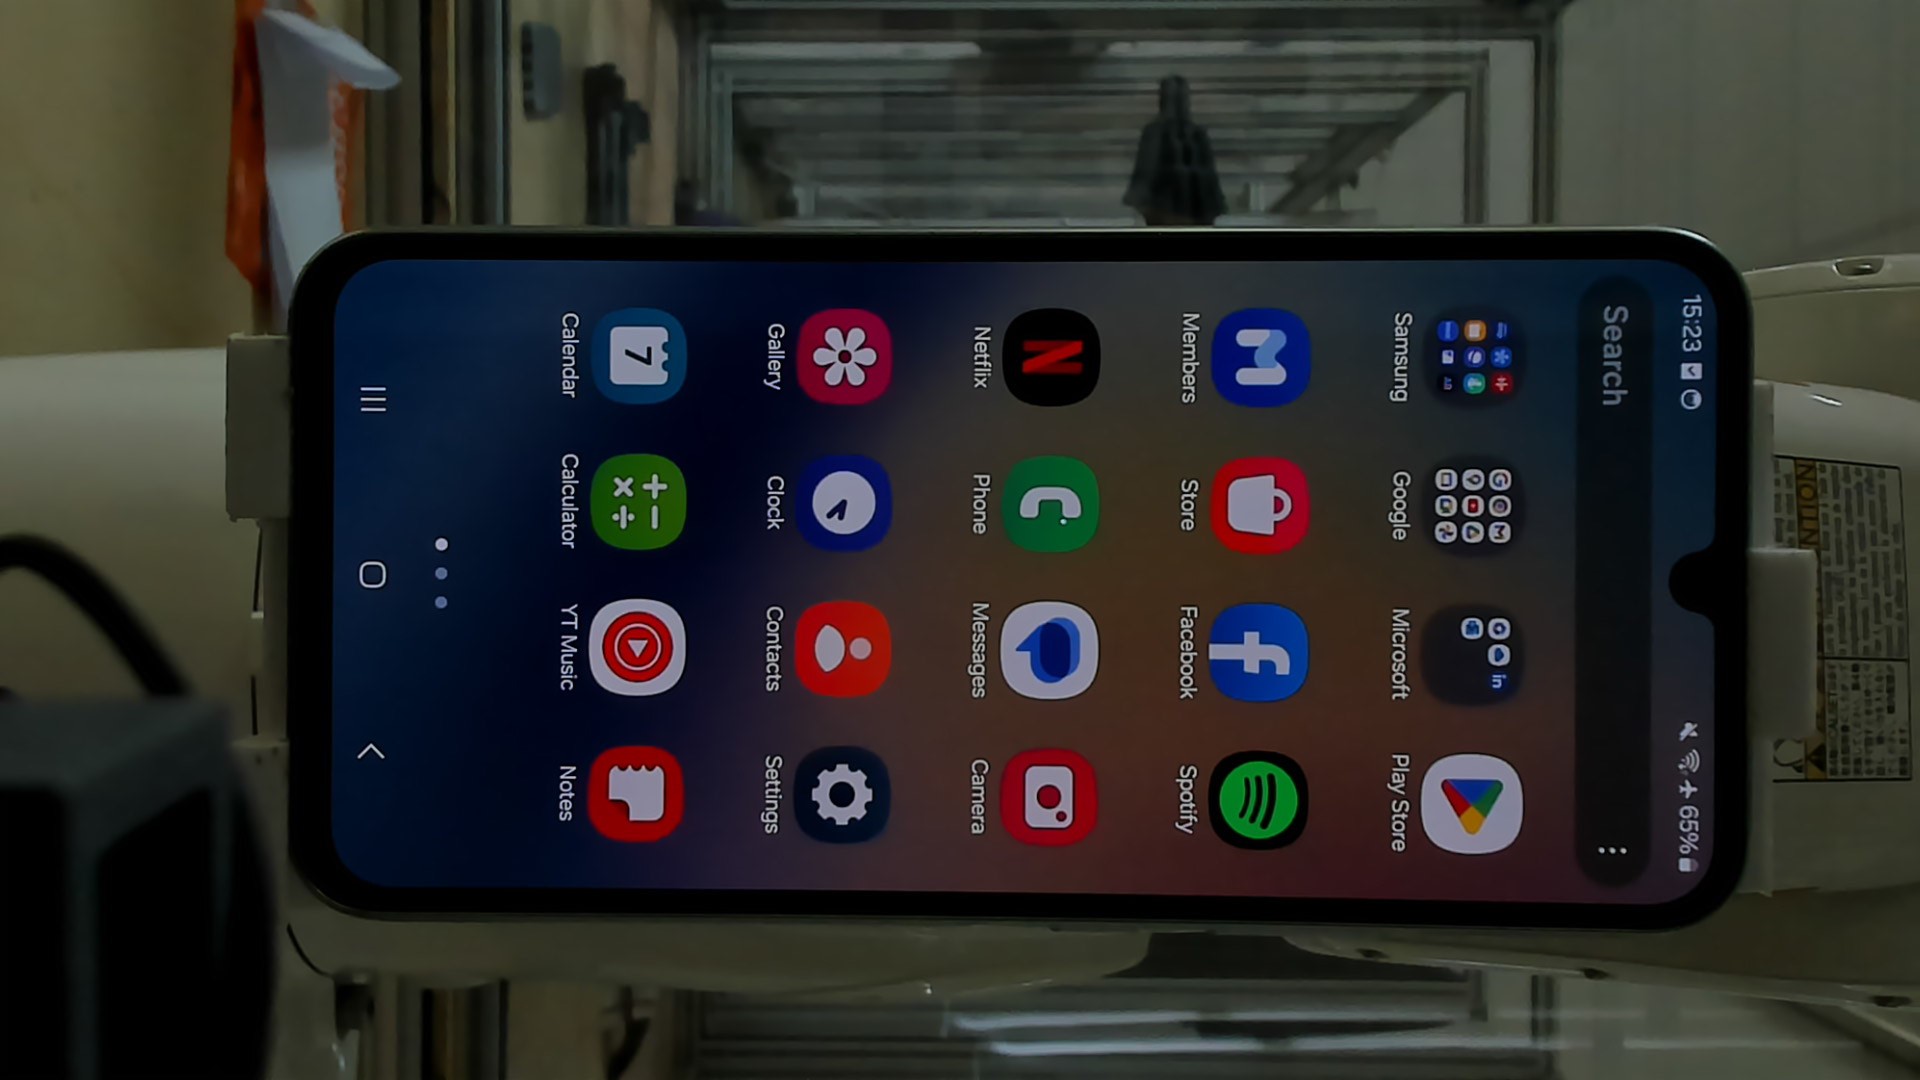 15:23
65%
Search
Samsung
Google
Microsoft
Play Store
Members
Store
Facebook
Spotify
Netflix
Phone
Messages
Camera
Gallery
Clock
Contacts
Settings
7
Calendar
Calculator
YT Music
Notes